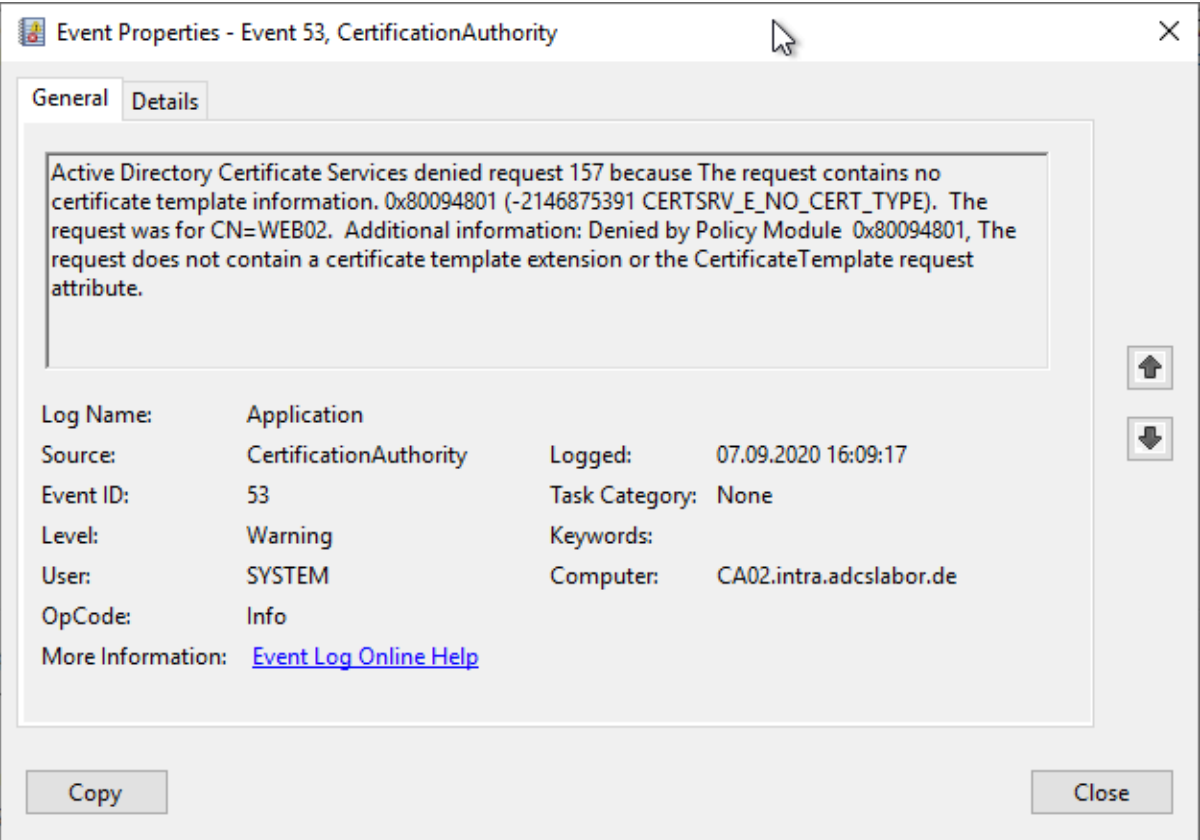 Event Properties - Event 53, CertificationAuthority
General
Details
Active Directory Certificate Services denied request 157 because The request contains no
certificate template information. 0x80094801 (-2146875391 CERTSRV_E_NO_CERT_TYPE).  The
request was for CN=WEB02.  Additional information: Denied by Policy Module  0x80094801, The
request does not contain a certificate template extension or the CertificateTemplate request
attribute.
Log Name: Application
Source: CertificationAuthority Logged: 07.09.2020 16:09:17
Event ID: 53 Task Category: None
Level: Warning Keywords:
User: SYSTEM Computer: CA02.intra.adcslabor.de
OpCode: Info
More Information: Event Log Online Help
Copy
Close